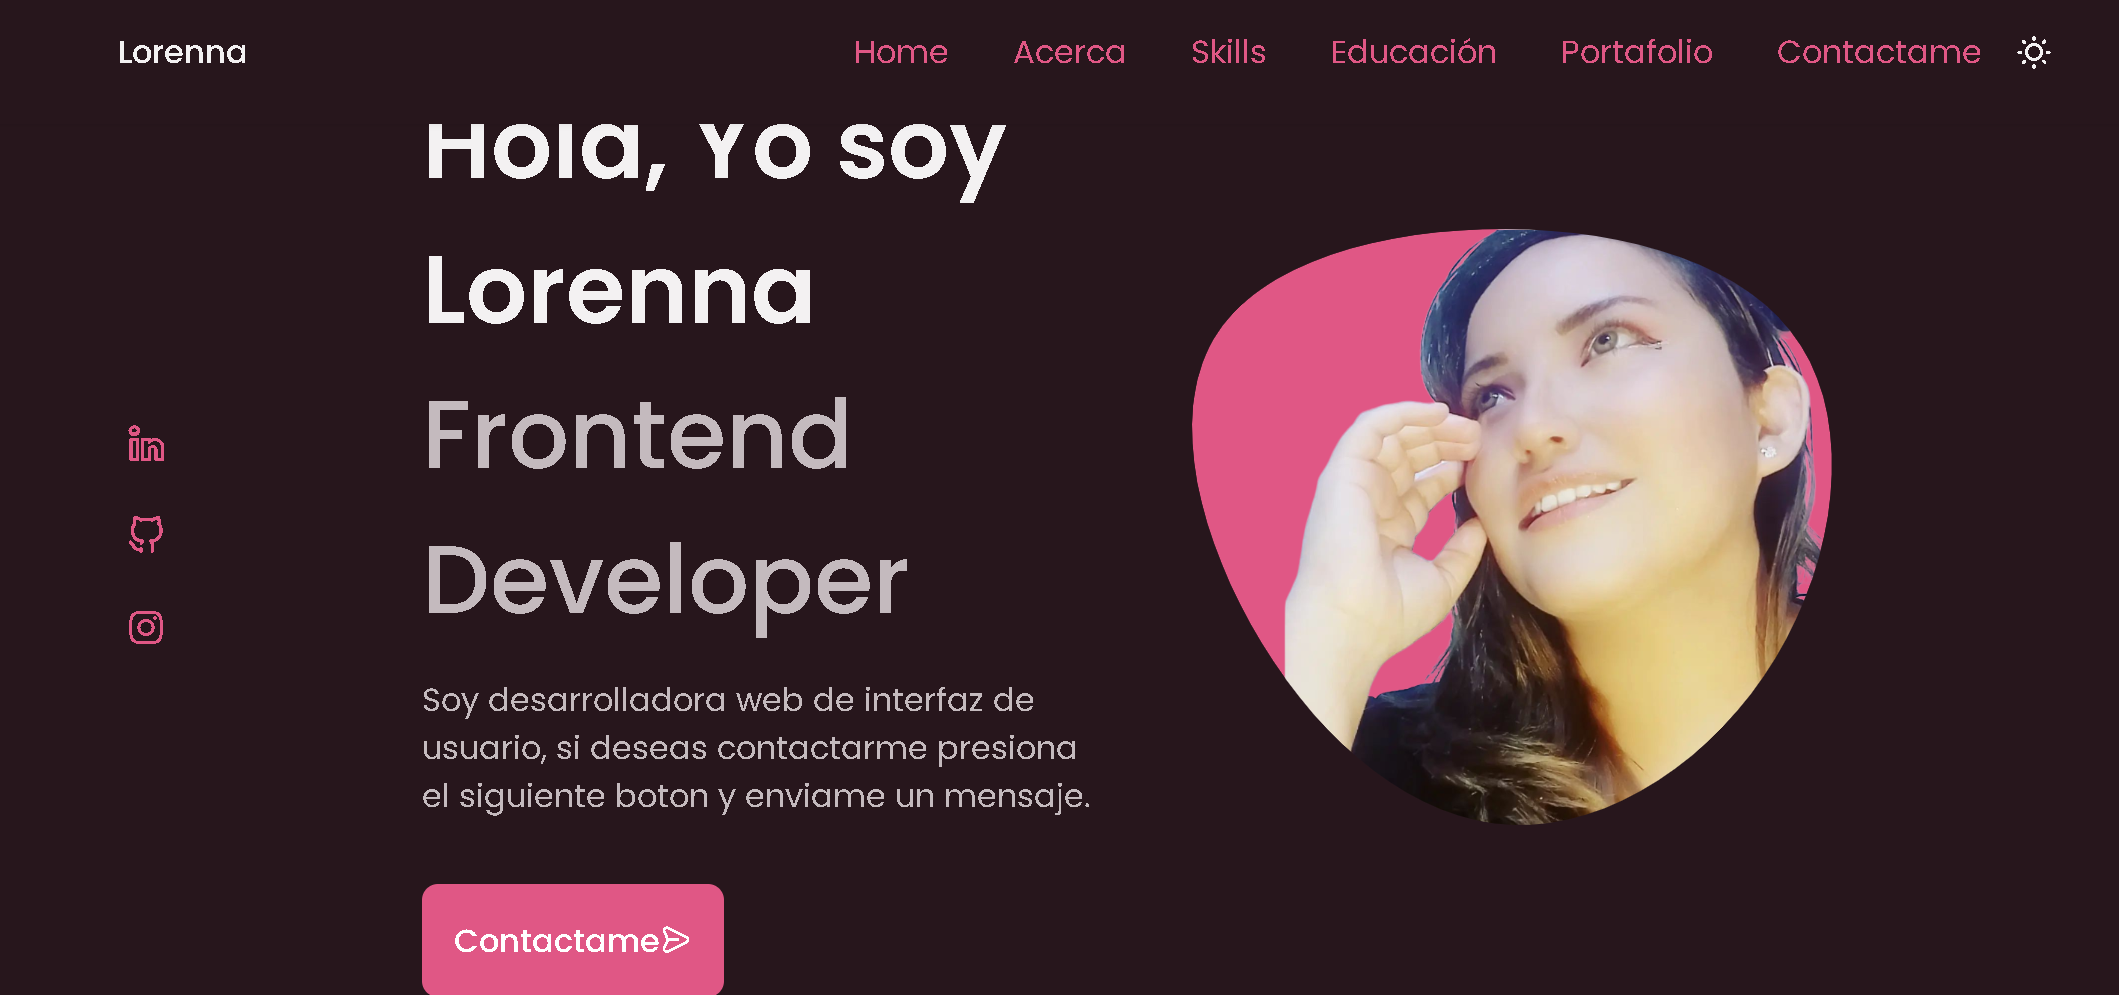 Lorenna
Home Acerca Skills Educación Portafolio Contactame
Hola, Yo soy
Lorenna
Frontend
Developer
Soy desarrolladora web de interfaz de
usuario, si deseas contactarme presiona
el siguiente boton y enviame un mensaje.
Contactame